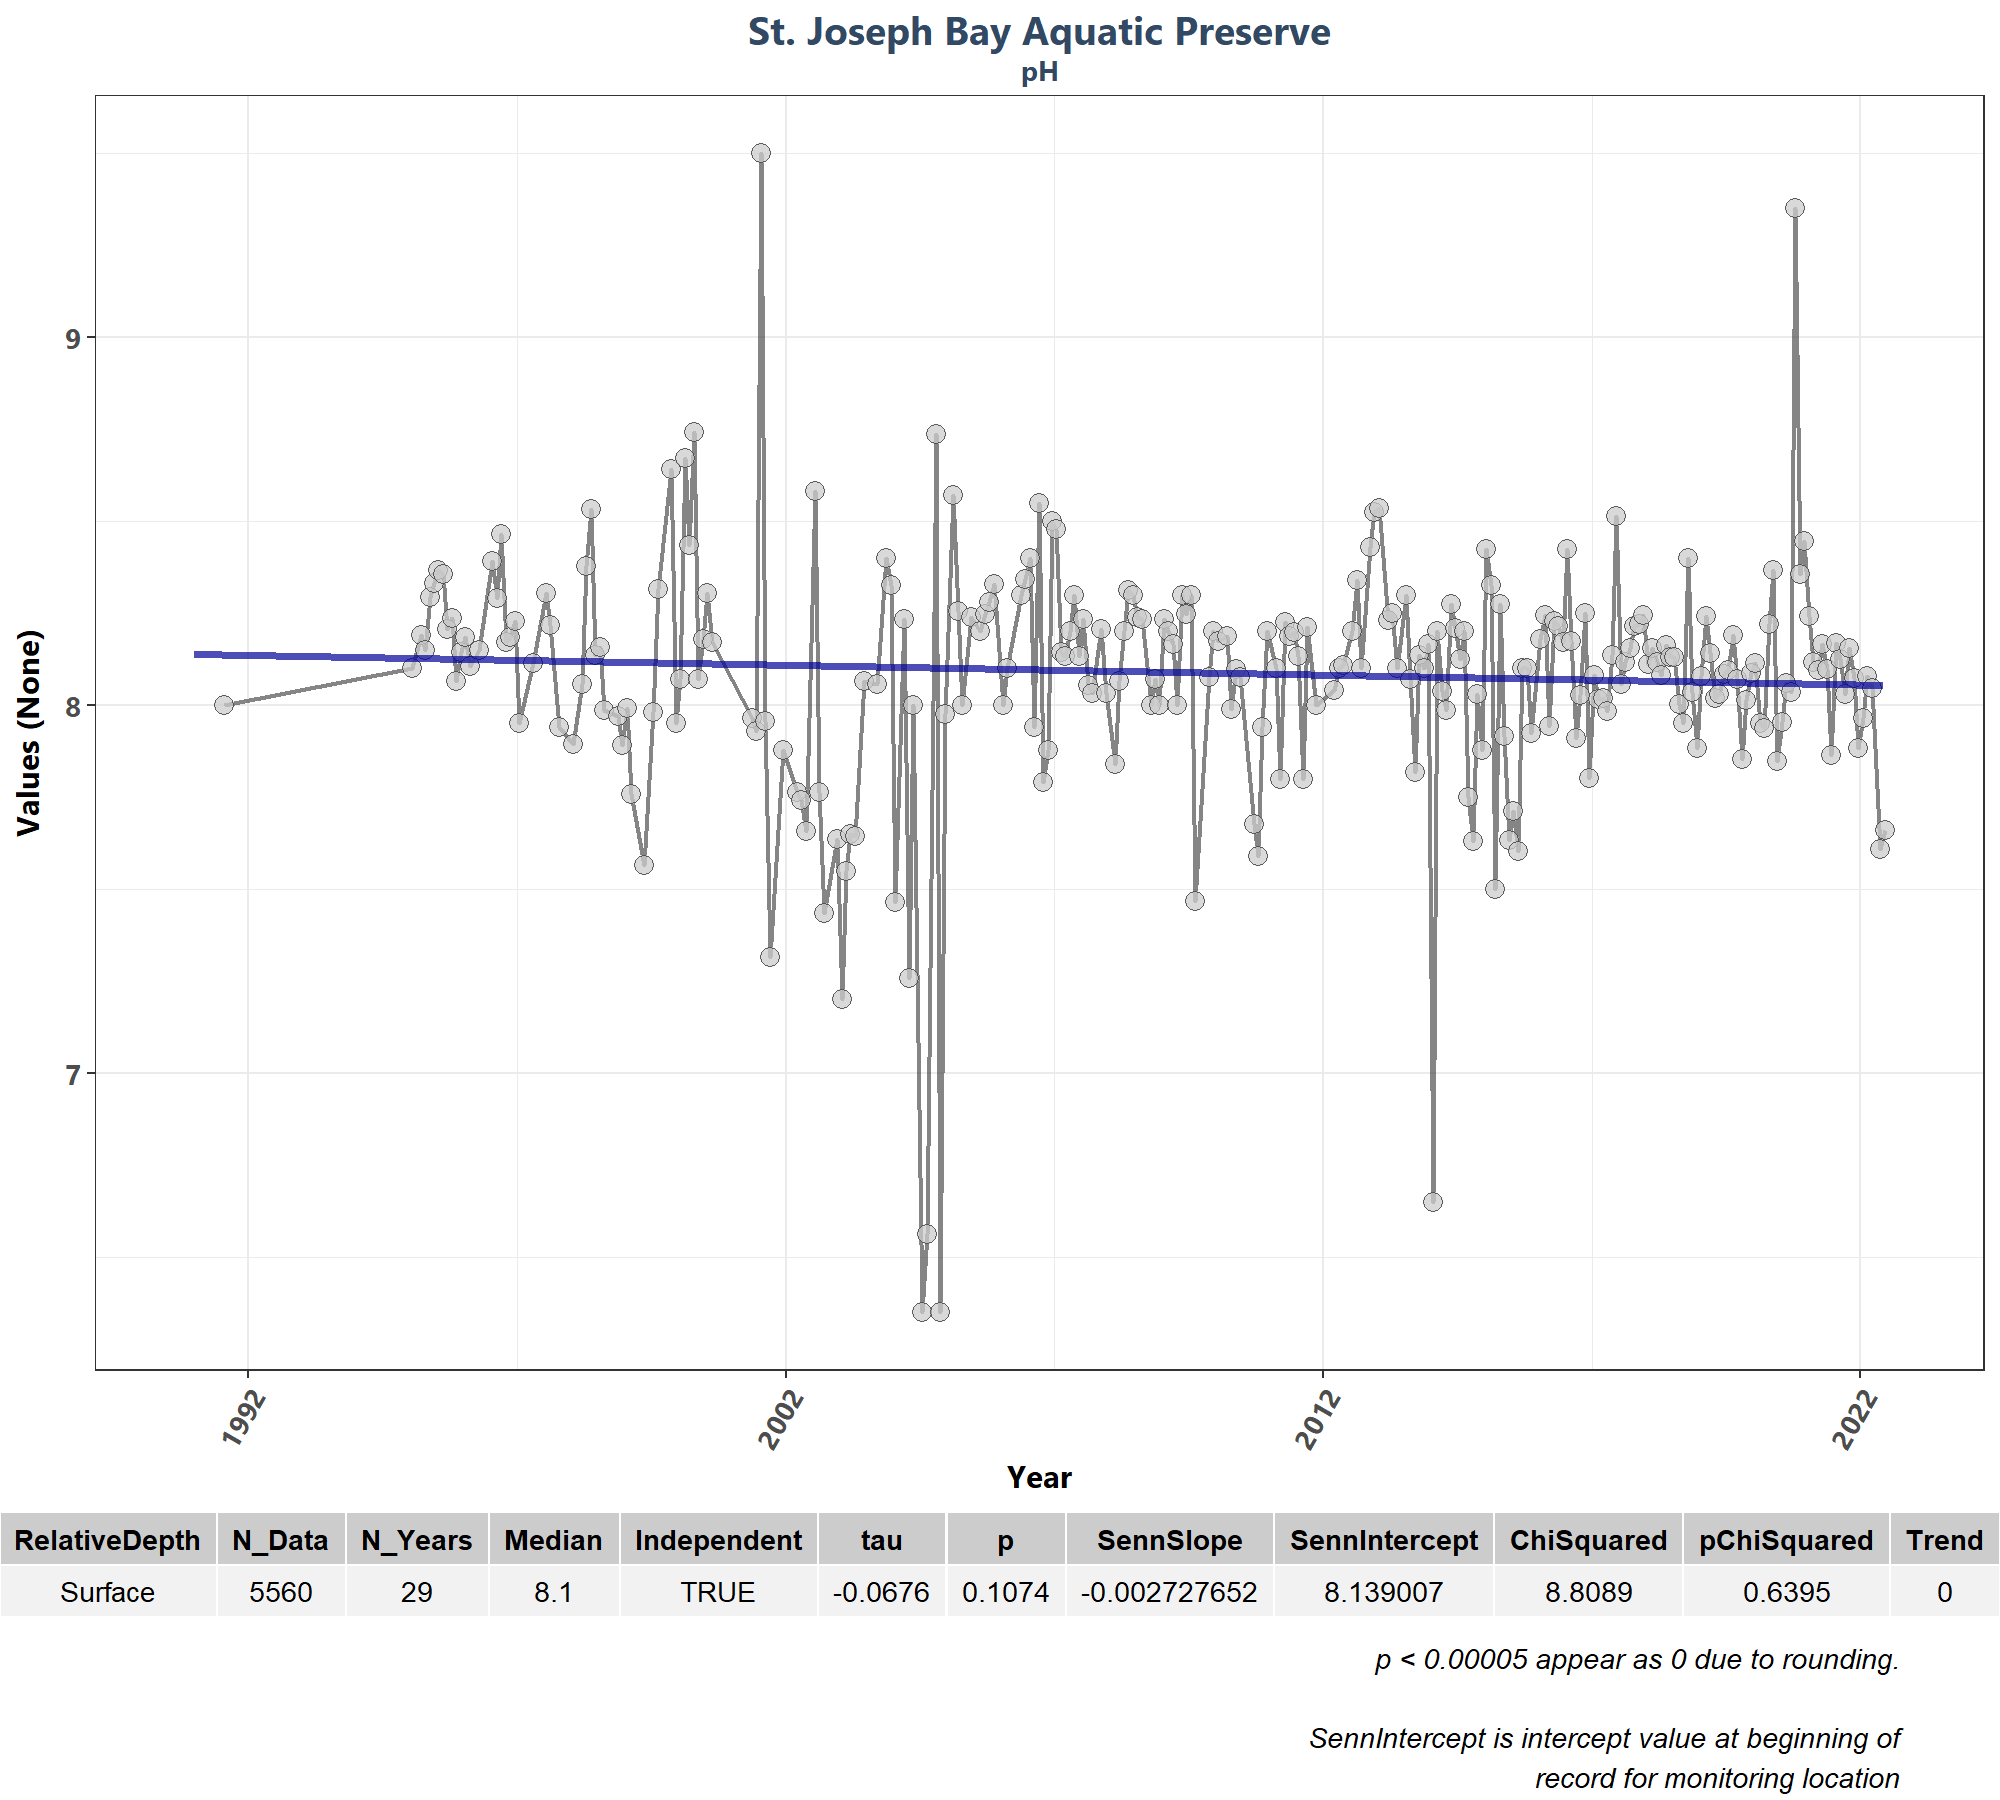 St. Joseph Bay Aquatic Preserve
pH
Values (None)
9
8
7
1992 2002 2012 2022
Year
RelativeDepth N_Data N_Years Median Independent tau p SennSlope SennIntercept ChiSquared pChiSquared Trend
Surface 5560 29 8.1 TRUE -0.0676 0.1074 -0.002727652 8.139007 8.8089 0.6395 0
p < 0.00005 appear as 0 due to rounding.
SennIntercept is intercept value at beginning of
record for monitoring location